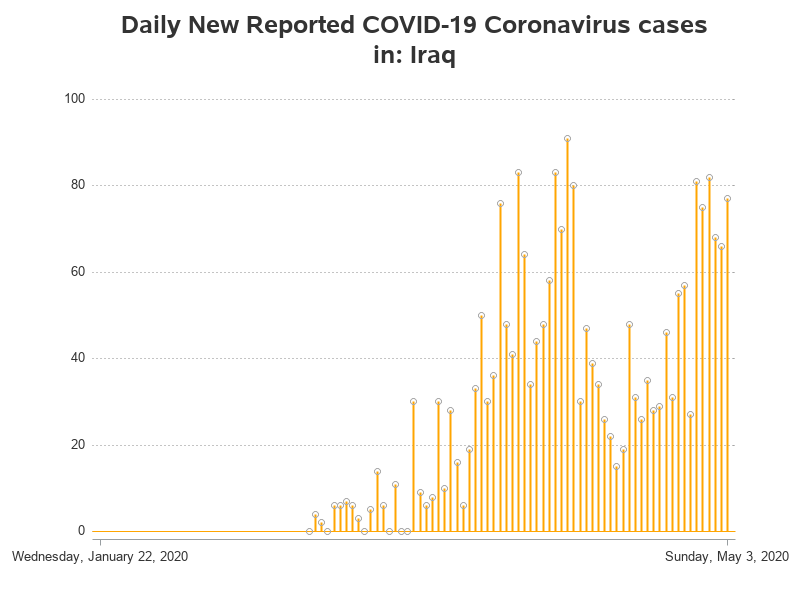 Daily New Reported COVID-19 Coronavirus cases
in: Iraq
100
80
60
40
20
0
Wednesday, January 22, 2020
Sunday, May 3, 2020